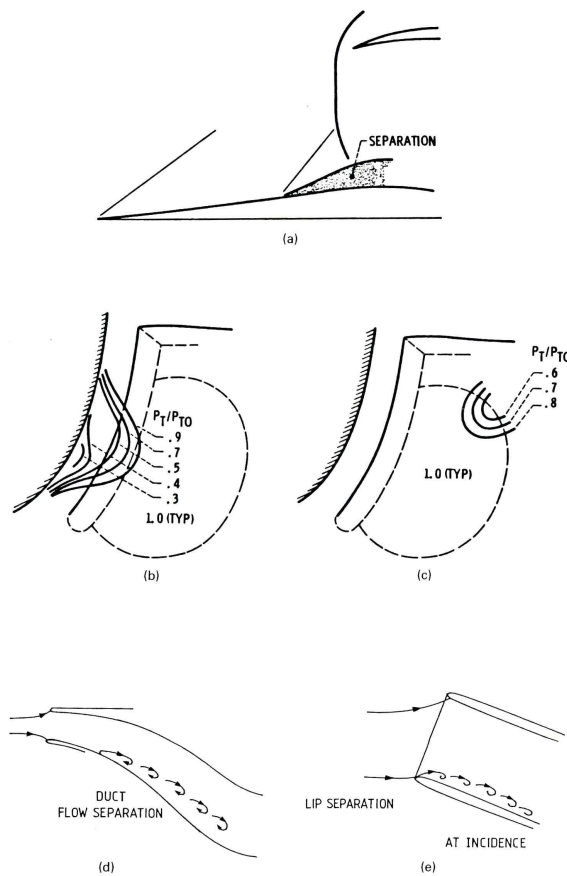 SEPARATION
(a)
P_T/P_TO
.9
.7
.5
.4
.3
1.0 (TYP)
(b)
P_T/P_TO
.6
.7
.8
1.0 (TYP)
(c)
DUCT
FLOW SEPARATION
(d)
LIP SEPARATION
AT INCIDENCE
(e)